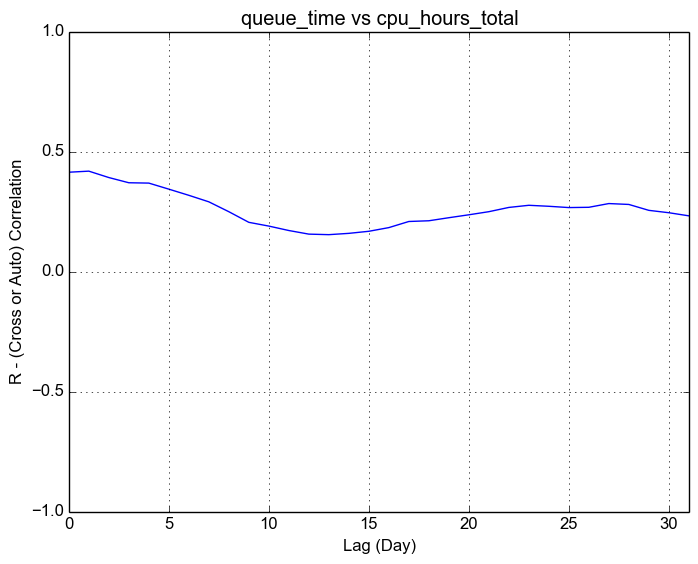 queue_time vs cpu_hours_total
1.0
0.5
0.0
−0.5
−1.0
R - (Cross or Auto) Correlation
0 5 10 15 20 25 30
Lag (Day)